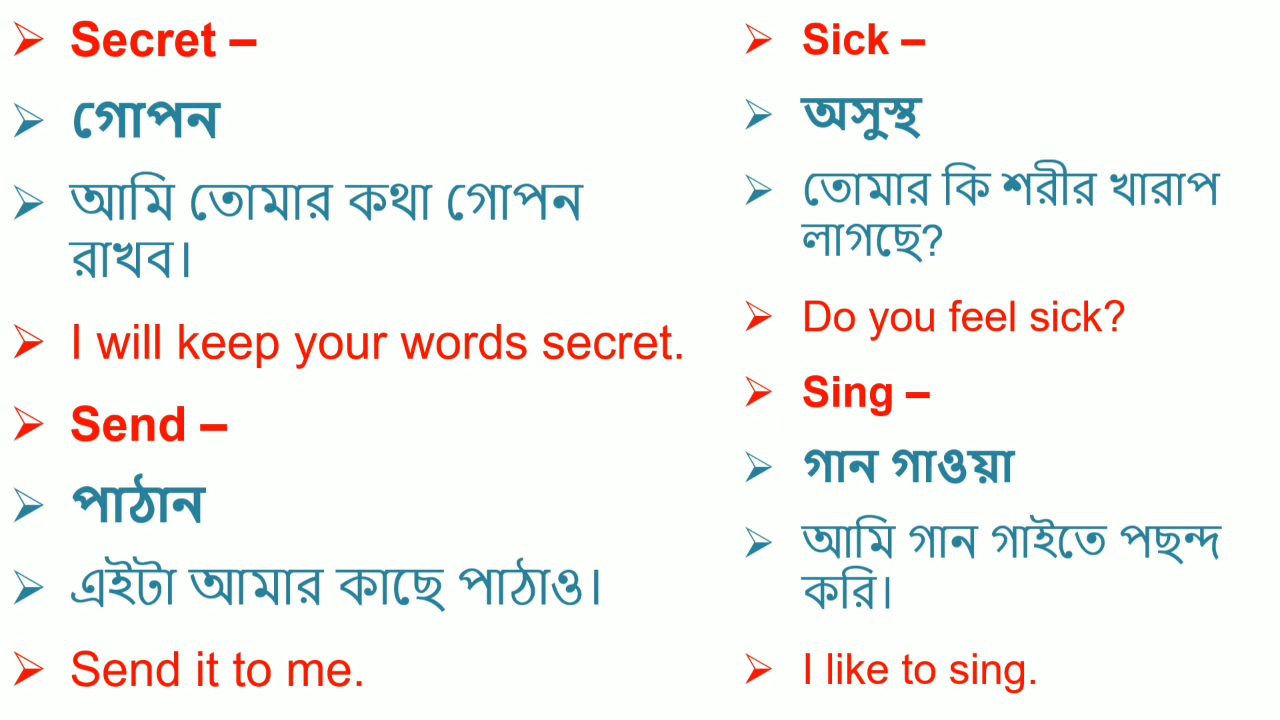 Secret –
গোপন
আমি তোমার কথা গোপন
রাখব।
I will keep your words secret.
Send –
পাঠান
এইটা আমার কাছে পাঠাও।
Send it to me.
Sick –
অসুস্থ
তোমার কি শরীর খারাপ
লাগছে?
Do you feel sick?
Sing –
গান গাওয়া
আমি গান গাইতে পছন্দ
করি।
I like to sing.